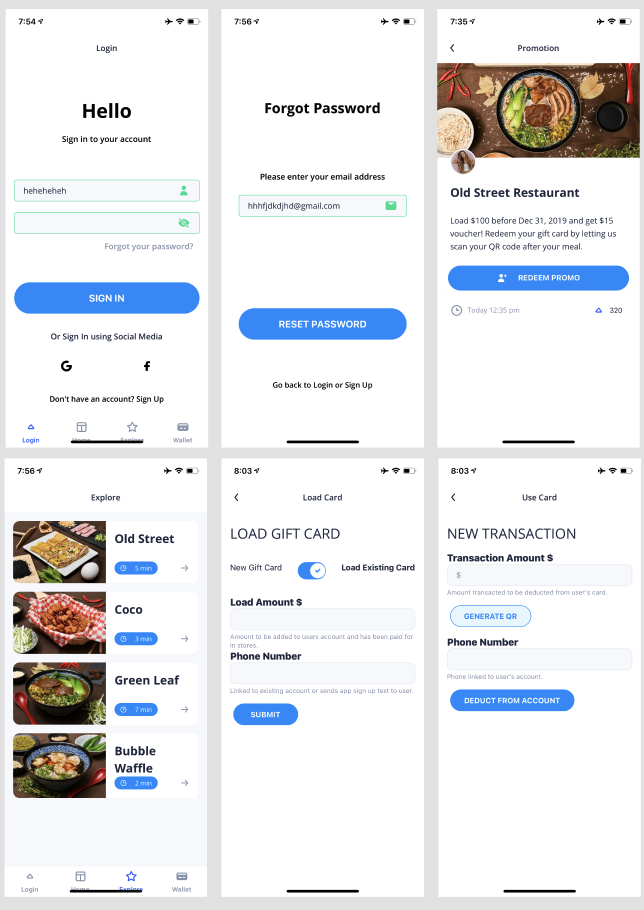 7:54
Login
Hello
Sign in to your account
heheheheh
Forgot your password?
SIGN IN
Or Sign In using Social Media
G f
Don't have an account? Sign Up
Login Home Explore Wallet
7:56
Forgot Password
Please enter your email address
hhhfjdkdjhd@gmail.com
RESET PASSWORD
Go back to Login or Sign Up
7:35
Promotion
Old Street Restaurant
Load $100 before Dec 31, 2019 and get $15
voucher! Redeem your gift card by letting us
scan your QR code after your meal.
REDEEM PROMO
Today 12:35 pm 320
7:56
Explore
Old Street
5 min
Coco
3 min
Green Leaf
7 min
Bubble
Waffle
2 min
Login Home Explore Wallet
8:03
Load Card
LOAD GIFT CARD
New Gift Card Load Existing Card
Load Amount $
Amount to be added to users account and has been paid for
in stores.
Phone Number
Linked to existing account or sends app sign up text to user.
SUBMIT
8:03
Use Card
NEW TRANSACTION
Transaction Amount $
$
Amount transacted to be deducted from user's card.
GENERATE QR
Phone Number
Phone linked to user's account.
DEDUCT FROM ACCOUNT